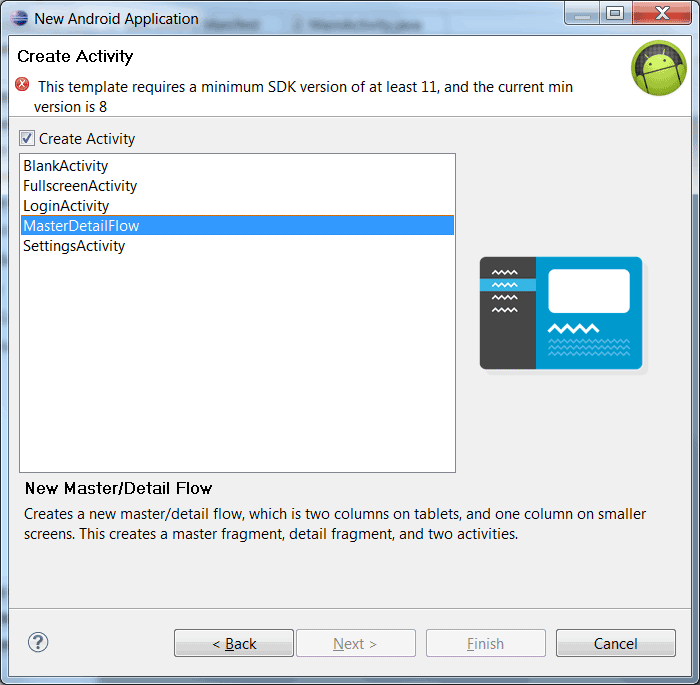 New Android Application
Create Activity
This template requires a minimum SDK version of at least 11, and the current min
version is 8
Create Activity
BlankActivity
FullscreenActivity
LoginActivity
MasterDetailFlow
SettingsActivity
New Master/Detail Flow
Creates a new master/detail flow, which is two columns on tablets, and one column on smaller
screens. This creates a master fragment, detail fragment, and two activities.
?
< Back
Next >
Finish
Cancel